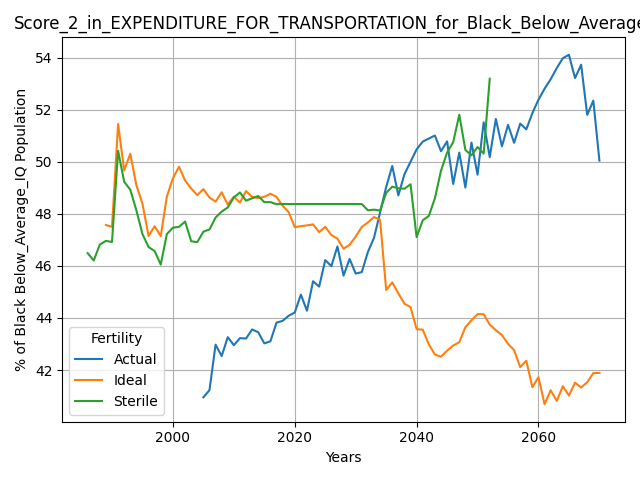 Score_2_in_EXPENDITURE_FOR_TRANSPORTATION_for_Black_Below_Average
54
52
50
48
46
44
42
% of Black Below_Average_IQ Population
Fertility
Actual
Ideal
Sterile
2000 2020 2040 2060
Years